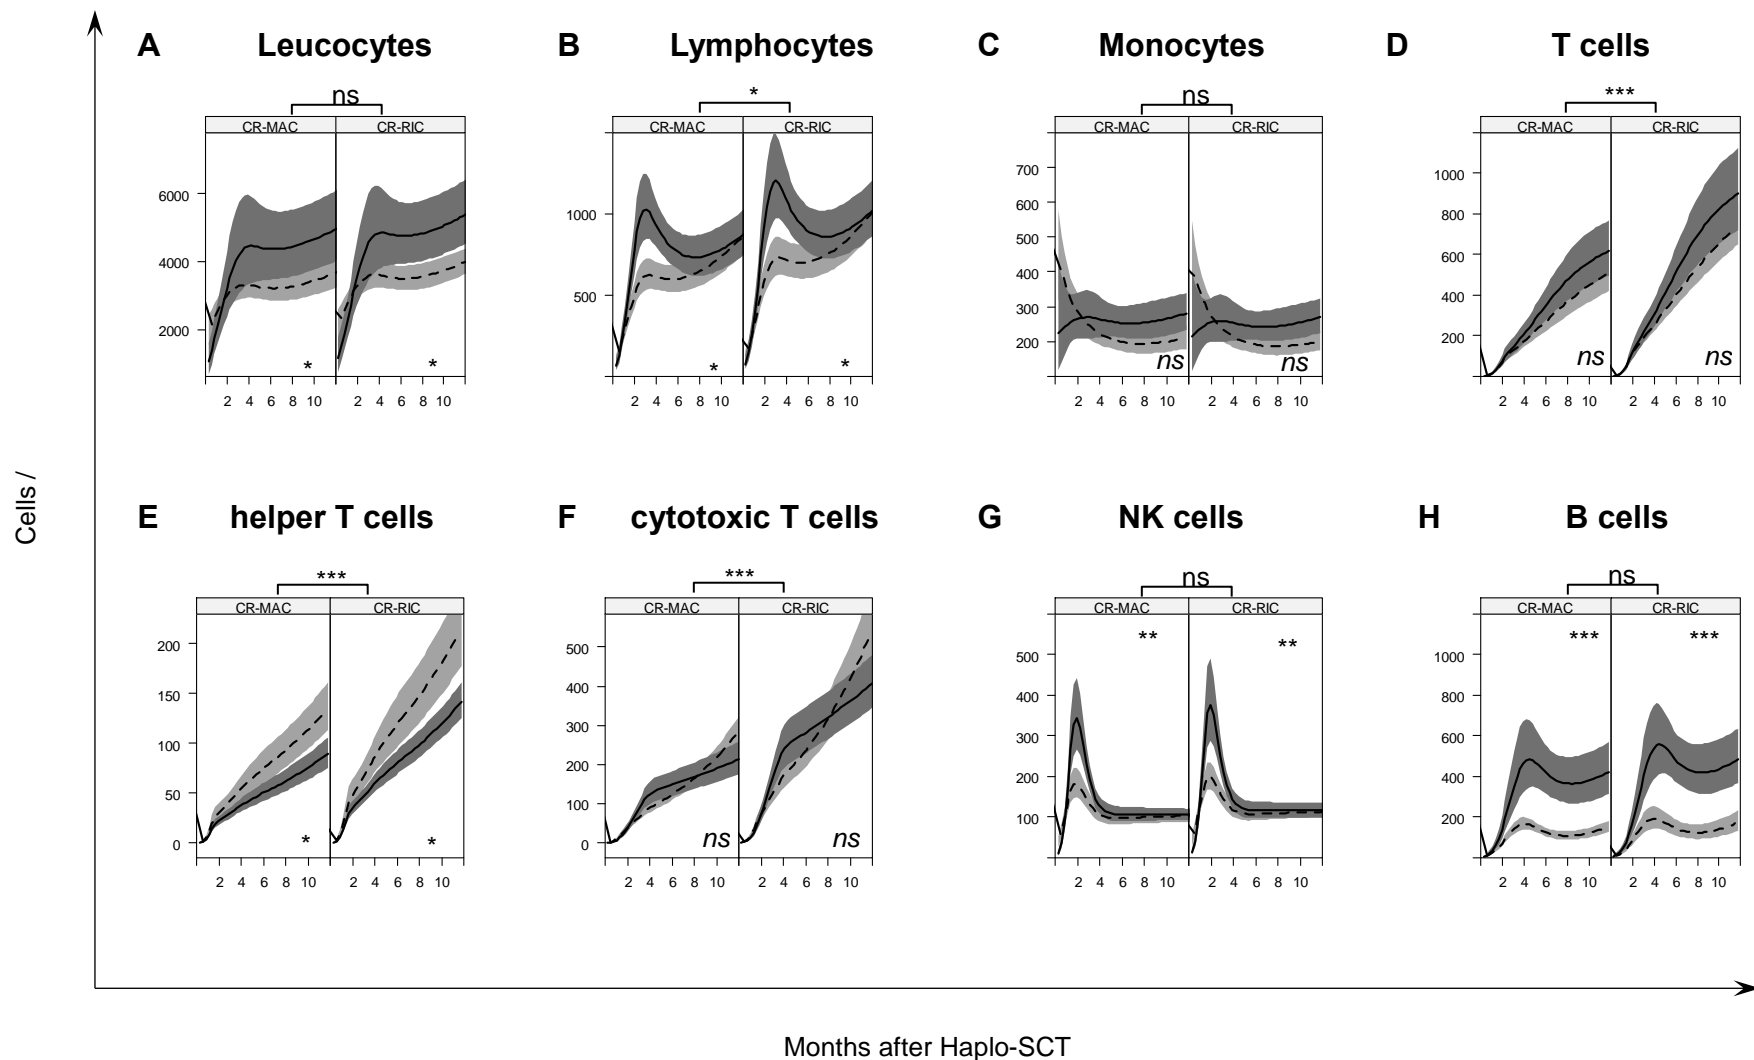 A Leucocytes
ns
CR-MAC CR-RIC
6000
4000
2000
* *
2 4 6 8 10 2 4 6 8 10
B Lymphocytes
*
CR-MAC CR-RIC
1000
500
* *
2 4 6 8 10 2 4 6 8 10
C Monocytes
ns
CR-MAC CR-RIC
700
600
500
400
300
200
ns ns
2 4 6 8 10 2 4 6 8 10
D T cells
***
CR-MAC CR-RIC
1000
800
600
400
200
ns ns
2 4 6 8 10 2 4 6 8 10
Cells /
E helper T cells
***
CR-MAC CR-RIC
200
150
100
50
0
* *
2 4 6 8 10 2 4 6 8 10
F cytotoxic T cells
***
CR-MAC CR-RIC
500
400
300
200
100
0
ns ns
2 4 6 8 10 2 4 6 8 10
G NK cells
ns
CR-MAC CR-RIC
** **
500
400
300
200
100
2 4 6 8 10 2 4 6 8 10
H B cells
ns
CR-MAC CR-RIC
*** ***
1000
800
600
400
200
2 4 6 8 10 2 4 6 8 10
Months after Haplo-SCT